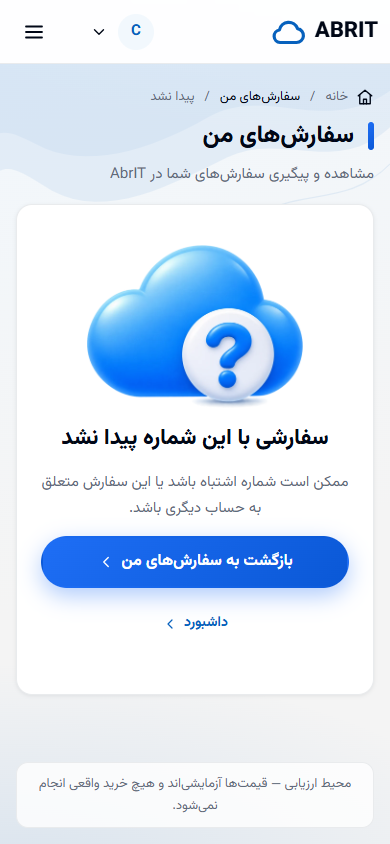 ABRIT
C
خانه / سفارش‌های من / پیدا نشد
سفارش‌های من
مشاهده و پیگیری سفارش‌های شما در AbrIT
سفارشی با این شماره پیدا نشد
ممکن است شماره اشتباه باشد یا این سفارش متعلق
به حساب دیگری باشد.
بازگشت به سفارش‌های من
داشبورد
محیط ارزیابی — قیمت‌ها آزمایشی‌اند و هیچ خرید واقعی انجام
نمی‌شود.